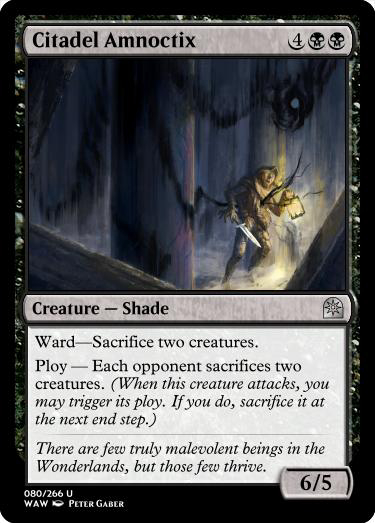 Citadel Amnoctix 4
Creature — Shade
Ward—Sacrifice two creatures.
Ploy — Each opponent sacrifices two
creatures. (When this creature attacks, you
may trigger its ploy. If you do, sacrifice it at
the next end step.)
There are few truly malevolent beings in the
Wonderlands, but those few thrive.
6/5
080/266 U
WAW Peter Gaber